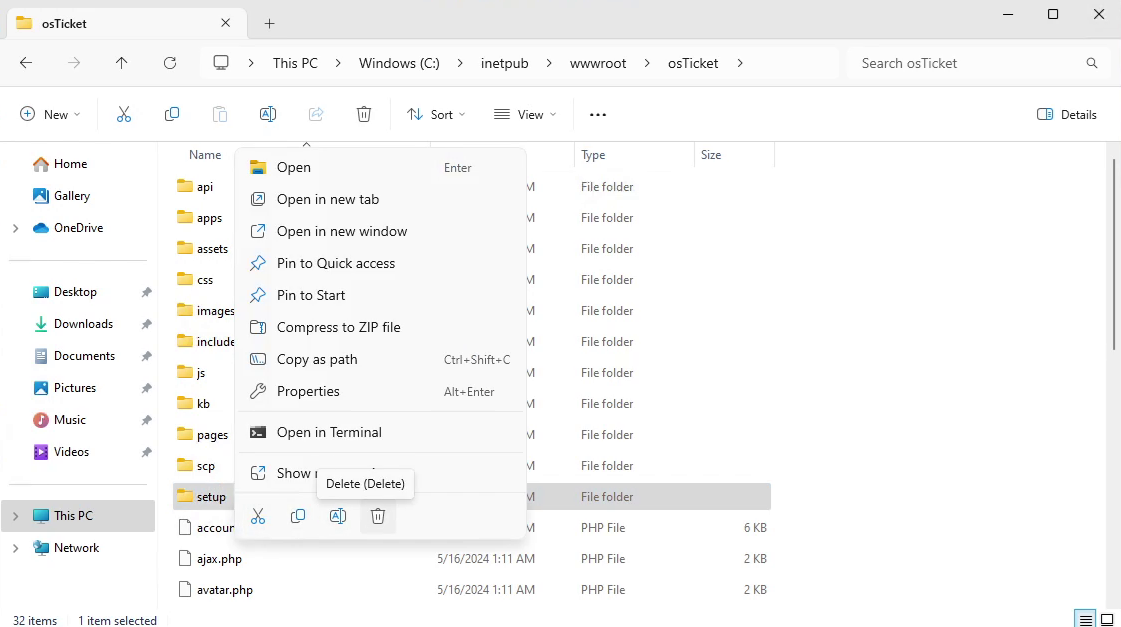 osTicket
This PC Windows (C:) inetpub wwwroot osTicket Search osTicket
New Sort View Details
Name Type Size
Home
Gallery
OneDrive
Desktop
Downloads
Documents
Pictures
Music
Videos
This PC
Network
api M File folder
apps M File folder
assets M File folder
css M File folder
images M File folder
include M File folder
js M File folder
kb M File folder
pages M File folder
scp M File folder
setup M File folder
accoun M PHP File 6 KB
ajax.php 5/16/2024 1:11 AM PHP File 2 KB
avatar.php 5/16/2024 1:11 AM PHP File 2 KB
Open Enter
Open in new tab
Open in new window
Pin to Quick access
Pin to Start
Compress to ZIP file
Copy as path Ctrl+Shift+C
Properties Alt+Enter
Open in Terminal
Show
Delete (Delete)
32 items 1 item selected